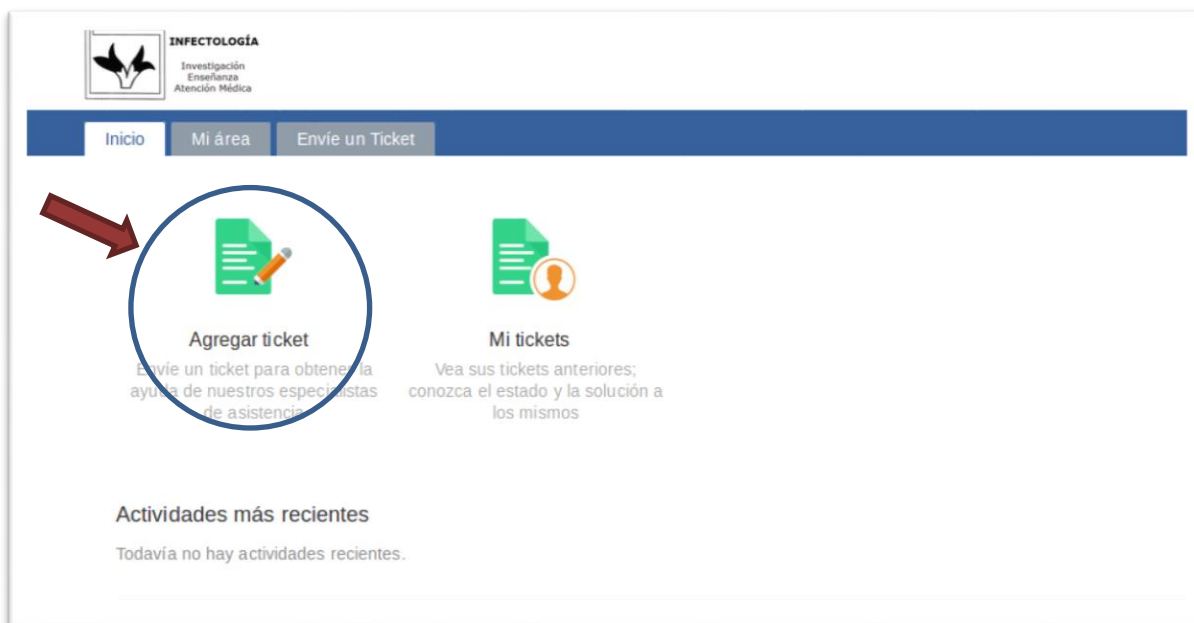 INFECTOLOGÍA
Investigación
Enseñanza
Atención Médica
Inicio
Mi área
Envíe un Ticket
Agregar ticket
Envíe un ticket para obtener la
ayuda de nuestros especialistas
de asistencia
Mi tickets
Vea sus tickets anteriores;
conozca el estado y la solución a
los mismos
Actividades más recientes
Todavía no hay actividades recientes.